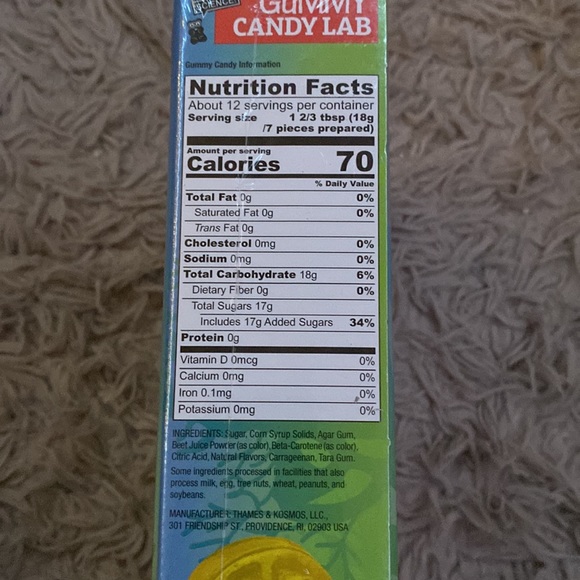 SCIENCE
GUMMY
CANDY LAB
Gummy Candy Information
Nutrition Facts
About 12 servings per container
Serving size 1 2/3 tbsp (18g
/7 pieces prepared)
Amount per serving
Calories 70
% Daily Value
Total Fat 0g 0%
Saturated Fat 0g 0%
Trans Fat 0g
Cholesterol 0mg 0%
Sodium 0mg 0%
Total Carbohydrate 18g 6%
Dietary Fiber 0g 0%
Total Sugars 17g
Includes 17g Added Sugars 34%
Protein 0g
Vitamin D 0mcg 0%
Calcium 0mg 0%
Iron 0.1mg 0%
Potassium 0mg 0%
INGREDIENTS: Sugar, Corn Syrup Solids, Agar Gum,
Beet Juice Powder (as color), Beta-Carotene (as color),
Citric Acid, Natural Flavors, Carrageenan, Tara Gum.
Some ingredients processed in facilities that also
process milk, egg, tree nuts, wheat, peanuts, and
soybeans.
MANUFACTURER: THAMES & KOSMOS, LLC.,
301 FRIENDSHIP ST., PROVIDENCE, RI, 02903 USA